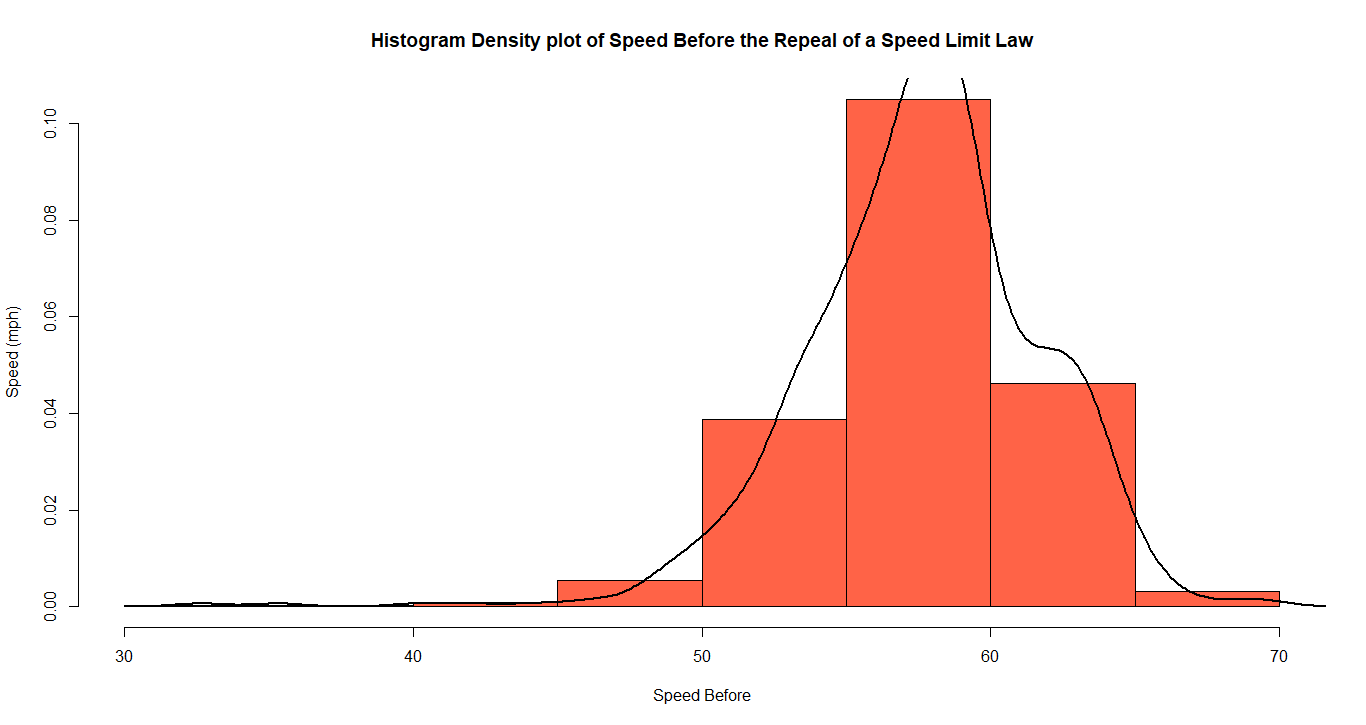 Histogram Density plot of Speed Before the Repeal of a Speed Limit Law
Speed (mph)
0.10
0.08
0.06
0.04
0.02
0.00
30 40 50 60 70
Speed Before